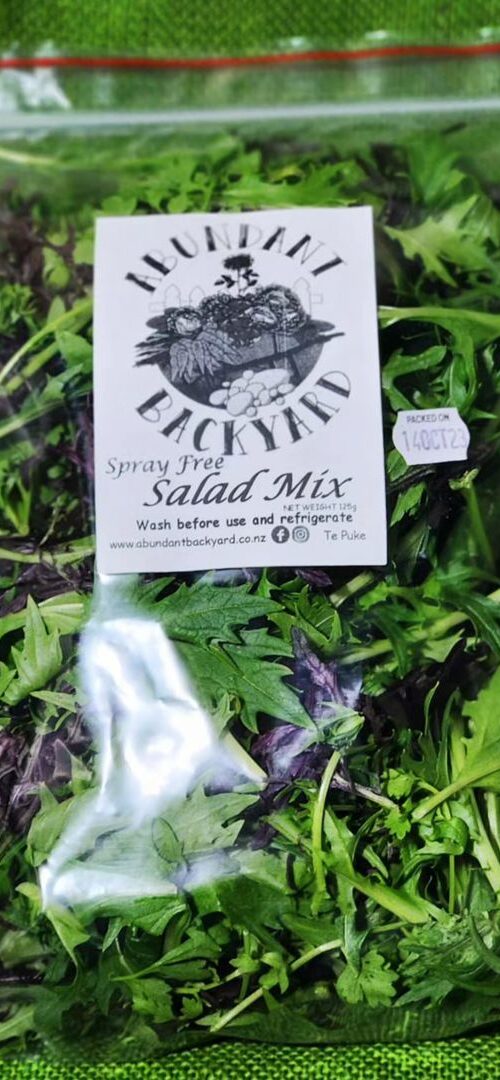 ABUNDANT
BACKYARD
Spray Free
Salad Mix
NET WEIGHT 125g
Wash before use and refrigerate
www.abundantbackyard.co.nz Te Puke
PACKED ON
14OCT23